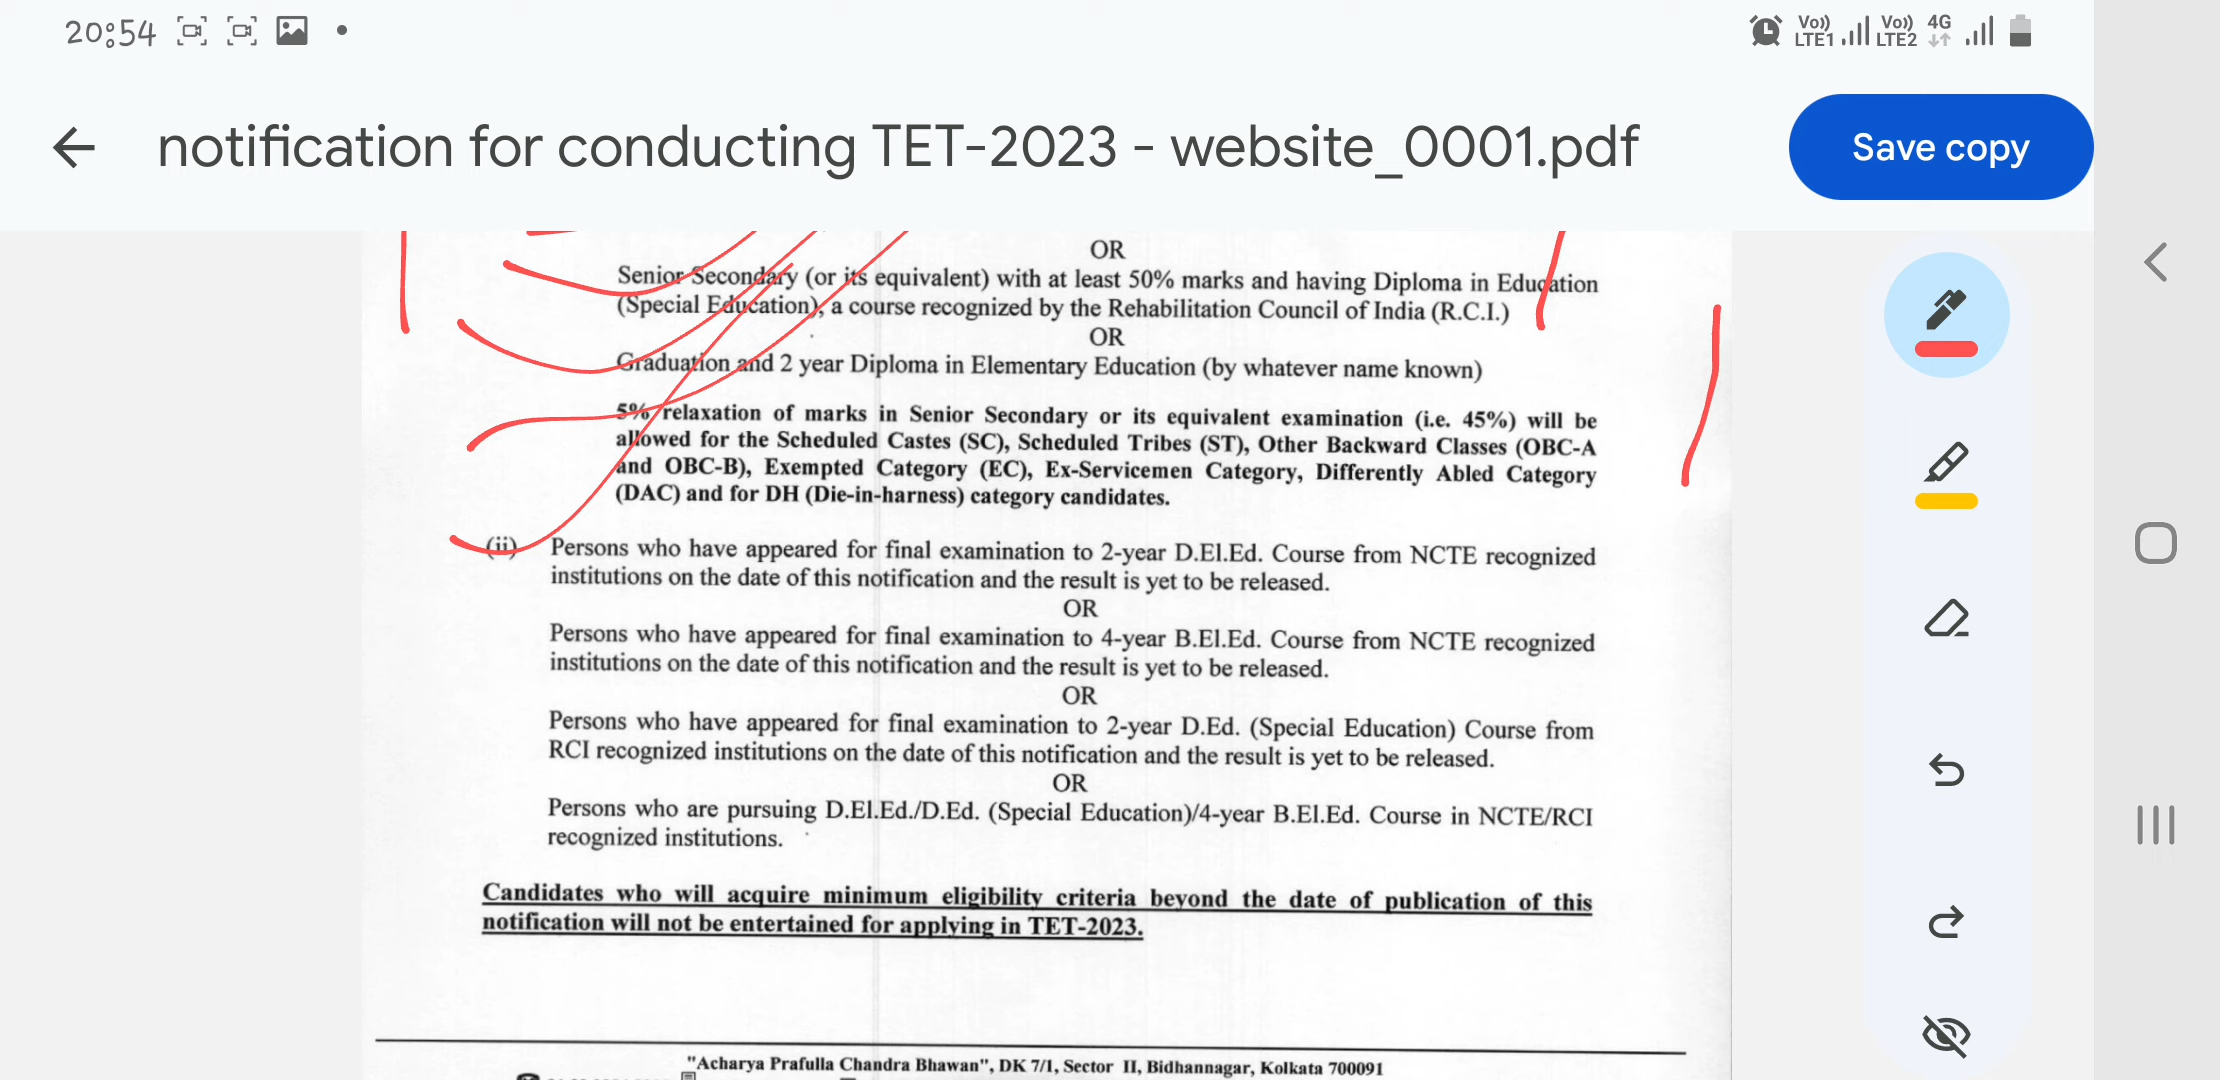 20:54
Vo)) LTE1 Vo)) LTE2 4G
notification for conducting TET-2023 - website_0001.pdf
Save copy
OR
Senior Secondary (or its equivalent) with at least 50% marks and having Diploma in Education
(Special Education), a course recognized by the Rehabilitation Council of India (R.C.I.)
OR
Graduation and 2 year Diploma in Elementary Education (by whatever name known)
5% relaxation of marks in Senior Secondary or its equivalent examination (i.e. 45%) will be
allowed for the Scheduled Castes (SC), Scheduled Tribes (ST), Other Backward Classes (OBC-A
and OBC-B), Exempted Category (EC), Ex-Servicemen Category, Differently Abled Category
(DAC) and for DH (Die-in-harness) category candidates.
(ii) Persons who have appeared for final examination to 2-year D.El.Ed. Course from NCTE recognized
institutions on the date of this notification and the result is yet to be released.
OR
Persons who have appeared for final examination to 4-year B.El.Ed. Course from NCTE recognized
institutions on the date of this notification and the result is yet to be released.
OR
Persons who have appeared for final examination to 2-year D.Ed. (Special Education) Course from
RCI recognized institutions on the date of this notification and the result is yet to be released.
OR
Persons who are pursuing D.El.Ed./D.Ed. (Special Education)/4-year B.El.Ed. Course in NCTE/RCI
recognized institutions.
Candidates who will acquire minimum eligibility criteria beyond the date of publication of this
notification will not be entertained for applying in TET-2023.
"Acharya Prafulla Chandra Bhawan", DK 7/1, Sector II, Bidhannagar, Kolkata 700091